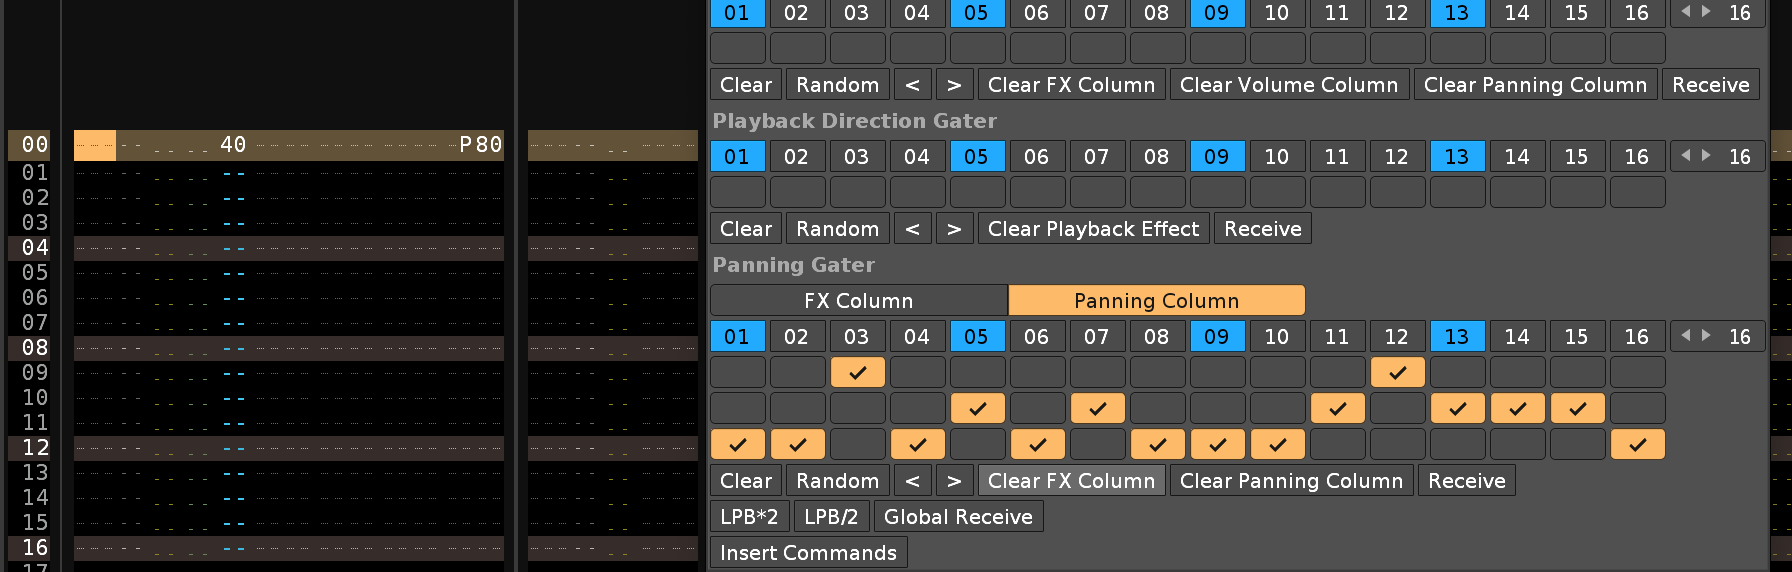 01 02 03 04 05 06 07 08 09 10 11 12 13 14 15 16 16
Clear Random < > Clear FX Column Clear Volume Column Clear Panning Column Receive
Playback Direction Gater
00 40 P80 01 02 03 04 05 06 07 08 09 10 11 12 13 14 15 16 16
01
02
03 Clear Random < > Clear Playback Effect Receive
04
05 Panning Gater
06 FX Column Panning Column
07 01 02 03 04 05 06 07 08 09 10 11 12 13 14 15 16 16
08
09
10
11
12
13 Clear Random < > Clear FX Column Clear Panning Column Receive
14
15 LPB*2 LPB/2 Global Receive
16 Insert Commands
17